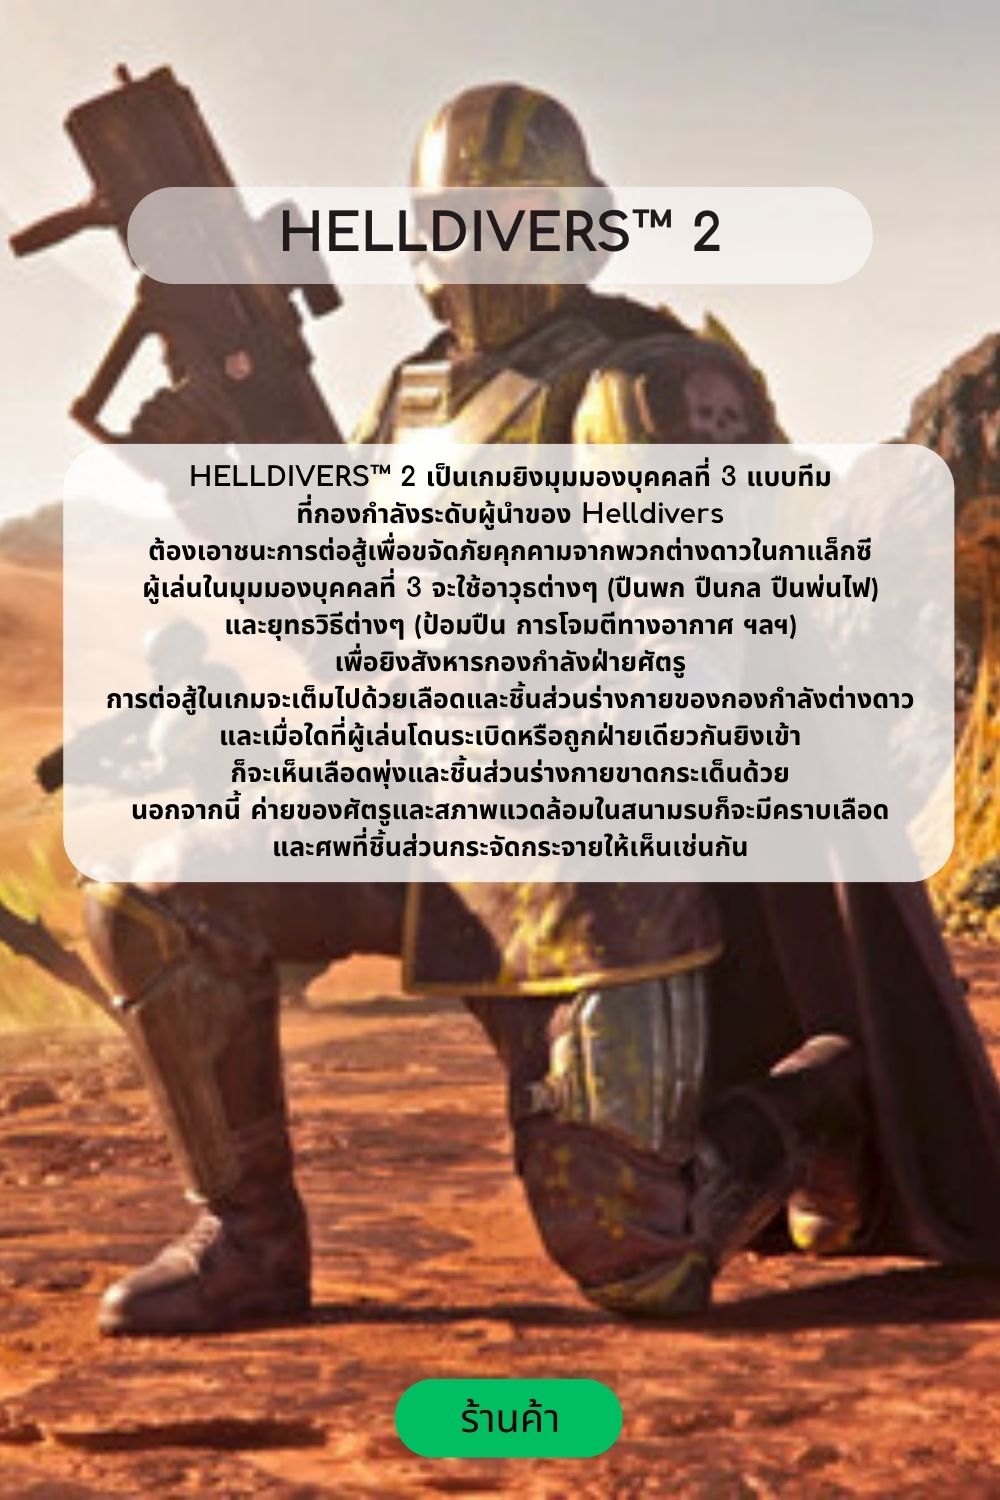 HELLDIVERS™ 2
HELLDIVERS™ 2 เป็นเกมยิงมุมมองบุคคลที่ 3 แบบทีม
ที่กองกำลังระดับผู้นำของ Helldivers
ต้องเอาชนะการต่อสู้เพื่อขจัดภัยคุกคามจากพวกต่างดาวในกาแล็กซี
ผู้เล่นในมุมมองบุคคลที่ 3 จะใช้อาวุธต่างๆ (ปืนพก ปืนกล ปืนพ่นไฟ)
และยุทธวิธีต่างๆ (ป้อมปืน การโจมตีทางอากาศ ฯลฯ)
เพื่อยิงสังหารกองกำลังฝ่ายศัตรู
การต่อสู้ในเกมจะเต็มไปด้วยเลือดและชิ้นส่วนร่างกายของกองกำลังต่างดาว
และเมื่อใดที่ผู้เล่นโดนระเบิดหรือถูกฝ่ายเดียวกันยิงเข้า
ก็จะเห็นเลือดพุ่งและชิ้นส่วนร่างกายขาดกระเด็นด้วย
นอกจากนี้ ค่ายของศัตรูและสภาพแวดล้อมในสนามรบก็จะมีคราบเลือด
และศพที่ชิ้นส่วนกระจัดกระจายให้เห็นเช่นกัน
ร้านค้า